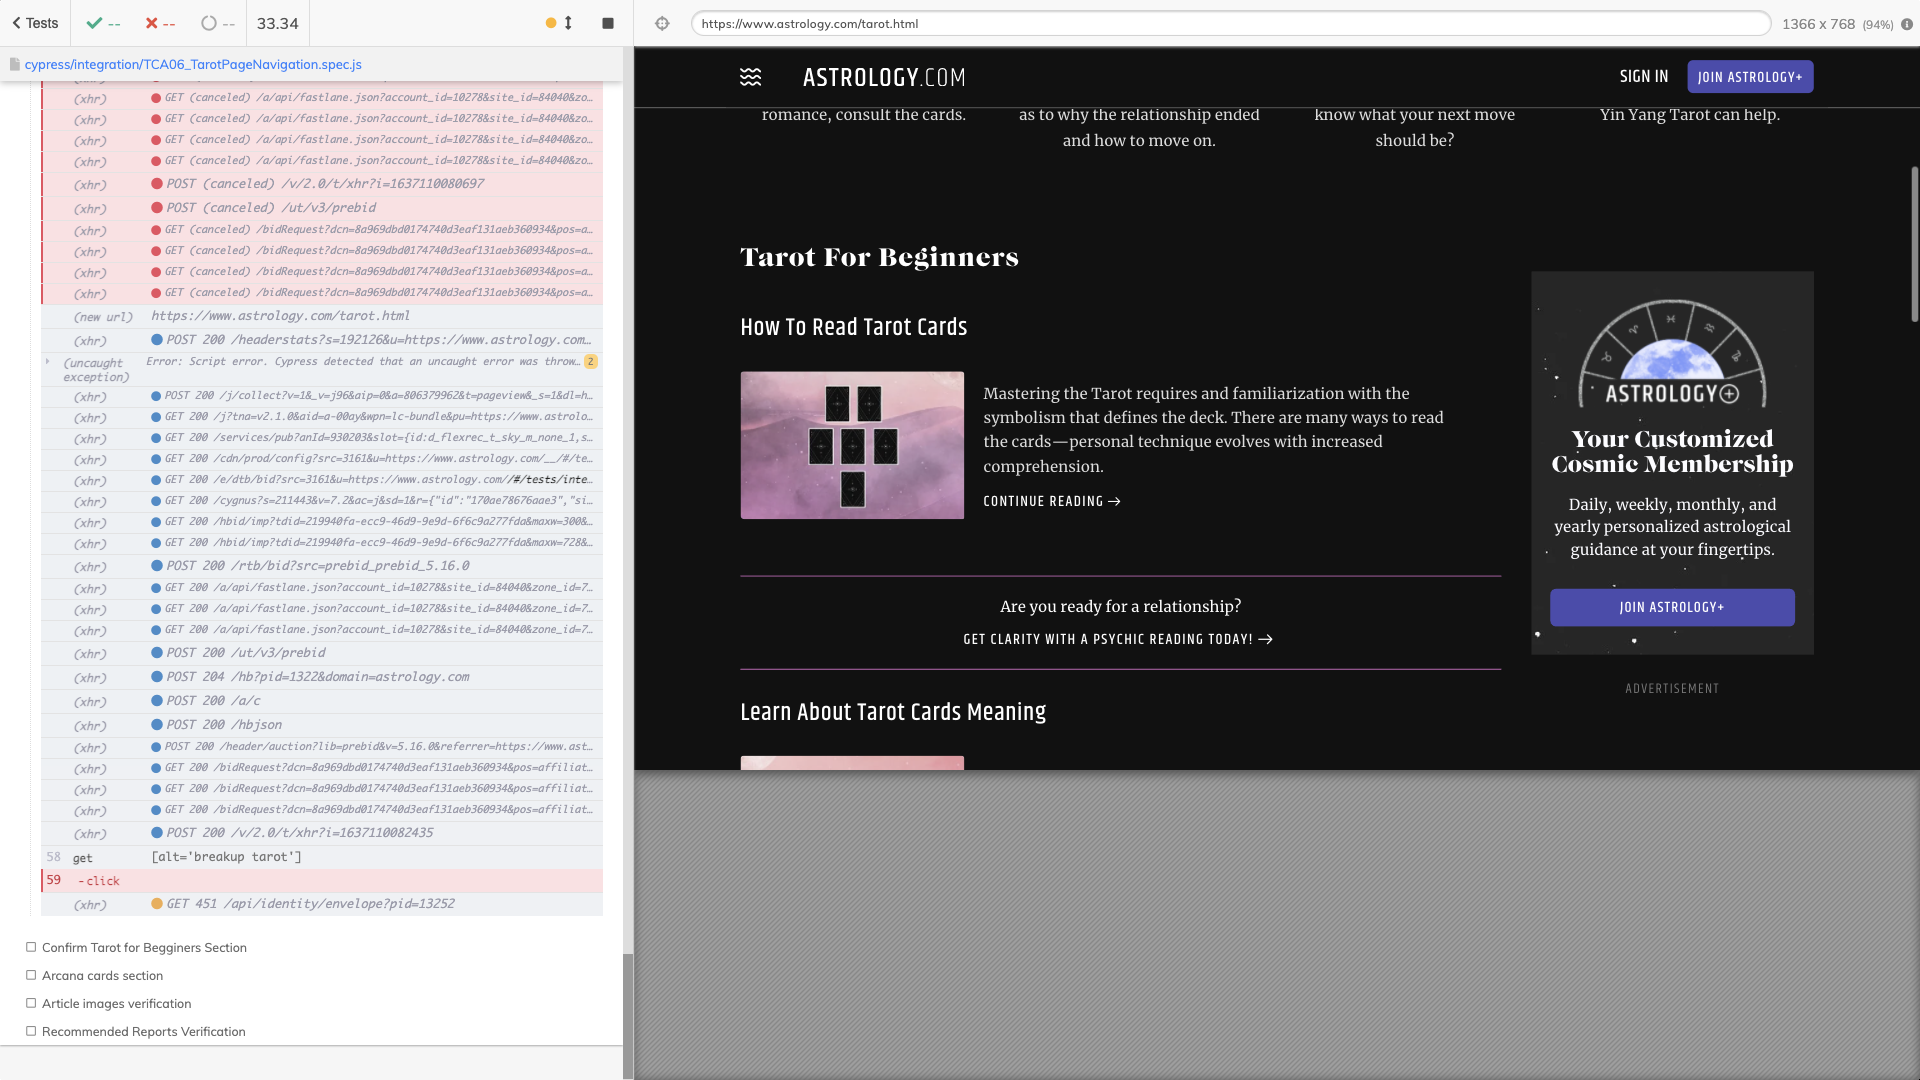 Tests
--
--
--
33.34
https://www.astrology.com/tarot.html
1366 x 768 (94%)
cypress/integration/TCA06_TarotPageNavigation.spec.js
(xhr) GET (canceled) /a/api/fastlane.json?account_id=10278&site_id=84040&zo…
(xhr) GET (canceled) /a/api/fastlane.json?account_id=10278&site_id=84040&zo…
(xhr) GET (canceled) /a/api/fastlane.json?account_id=10278&site_id=84040&zo…
(xhr) GET (canceled) /a/api/fastlane.json?account_id=10278&site_id=84040&zo…
(xhr) POST (canceled) /v/2.0/t/xhr?i=1637110080697
(xhr) POST (canceled) /ut/v3/prebid
(xhr) GET (canceled) /bidRequest?dcn=8a969dbd0174740d3eaf131aeb360934&pos=a…
(xhr) GET (canceled) /bidRequest?dcn=8a969dbd0174740d3eaf131aeb360934&pos=a…
(xhr) GET (canceled) /bidRequest?dcn=8a969dbd0174740d3eaf131aeb360934&pos=a…
(xhr) GET (canceled) /bidRequest?dcn=8a969dbd0174740d3eaf131aeb360934&pos=a…
(new url) https://www.astrology.com/tarot.html
(xhr) POST 200 /headerstats?s=192126&u=https://www.astrology.com…
(uncaught exception) Error: Script error. Cypress detected that an uncaught error was throw… 2
(xhr) POST 200 /j/collect?v=1&_v=j96&aip=0&a=806379962&t=pageview&_s=1&dl=h…
(xhr) GET 200 /j?tna=v2.1.0&aid=a-00ay&wpn=lc-bundle&pu=https://www.astrolo…
(xhr) GET 200 /services/pub?anId=930203&slot={id:d_flexrec_t_sky_m_none_1,s…
(xhr) GET 200 /cdn/prod/config?src=3161&u=https://www.astrology.com/__/#/te…
(xhr) GET 200 /e/dtb/bid?src=3161&u=https://www.astrology.com//#/tests/inte…
(xhr) GET 200 /cygnus?s=211443&v=7.2&ac=j&sd=1&r={"id":"170ae78676aae3","si…
(xhr) GET 200 /hbid/imp?tdid=219940fa-ecc9-46d9-9e9d-6f6c9a277fda&maxw=300&…
(xhr) GET 200 /hbid/imp?tdid=219940fa-ecc9-46d9-9e9d-6f6c9a277fda&maxw=728&…
(xhr) POST 200 /rtb/bid?src=prebid_prebid_5.16.0
(xhr) GET 200 /a/api/fastlane.json?account_id=10278&site_id=84040&zone_id=7…
(xhr) GET 200 /a/api/fastlane.json?account_id=10278&site_id=84040&zone_id=7…
(xhr) GET 200 /a/api/fastlane.json?account_id=10278&site_id=84040&zone_id=7…
(xhr) POST 200 /ut/v3/prebid
(xhr) POST 204 /hb?pid=1322&domain=astrology.com
(xhr) POST 200 /a/c
(xhr) POST 200 /hbjson
(xhr) POST 200 /header/auction?lib=prebid&v=5.16.0&referrer=https://www.ast…
(xhr) GET 200 /bidRequest?dcn=8a969dbd0174740d3eaf131aeb360934&pos=affiliat…
(xhr) GET 200 /bidRequest?dcn=8a969dbd0174740d3eaf131aeb360934&pos=affiliat…
(xhr) GET 200 /bidRequest?dcn=8a969dbd0174740d3eaf131aeb360934&pos=affiliat…
(xhr) POST 200 /v/2.0/t/xhr?i=1637110082435
58 get [alt='breakup tarot']
59 -click
(xhr) GET 451 /api/identity/envelope?pid=13252
Confirm Tarot for Begginers Section
Arcana cards section
Article images verification
Recommended Reports Verification
ASTROLOGY.COM
SIGN IN
JOIN ASTROLOGY+
romance, consult the cards.
as to why the relationship ended
and how to move on.
know what your next move
should be?
Yin Yang Tarot can help.
Tarot For Beginners
How To Read Tarot Cards
Mastering the Tarot requires and familiarization with the
symbolism that defines the deck. There are many ways to read
the cards—personal technique evolves with increased
comprehension.
CONTINUE READING →
Are you ready for a relationship?
GET CLARITY WITH A PSYCHIC READING TODAY! →
Learn About Tarot Cards Meaning
ASTROLOGY+
Your Customized
Cosmic Membership
Daily, weekly, monthly, and
yearly personalized astrological
guidance at your fingertips.
JOIN ASTROLOGY+
ADVERTISEMENT